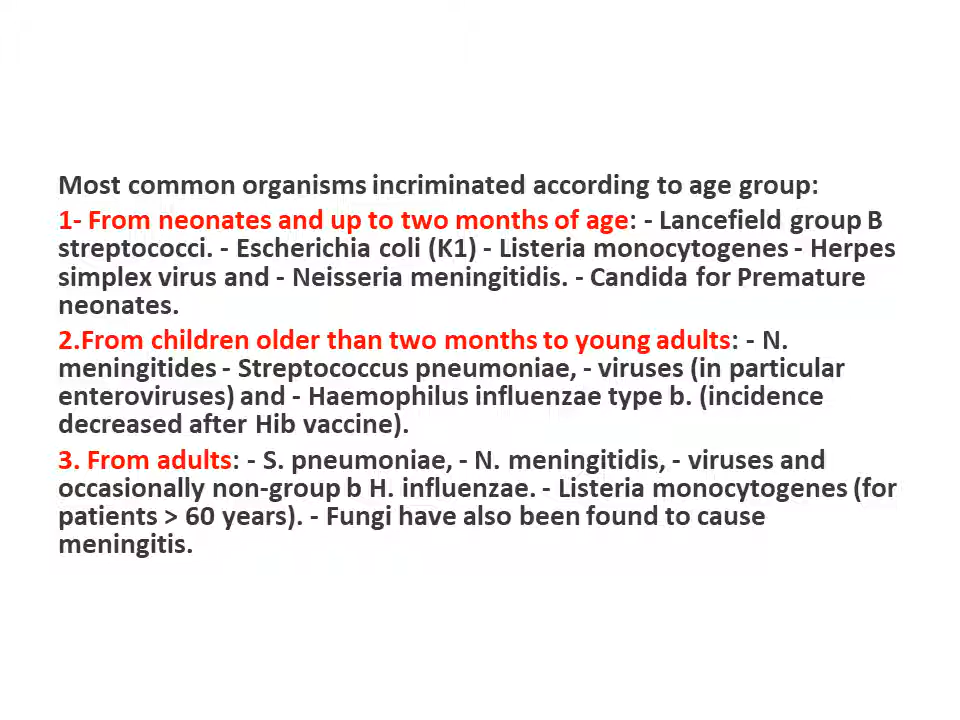 Most common organisms incriminated according to age group:
1- From neonates and up to two months of age: - Lancefield group B
streptococci. - Escherichia coli (K1) - Listeria monocytogenes - Herpes
simplex virus and - Neisseria meningitidis. - Candida for Premature
neonates.
2.From children older than two months to young adults: - N.
meningitides - Streptococcus pneumoniae, - viruses (in particular
enteroviruses) and - Haemophilus influenzae type b. (incidence
decreased after Hib vaccine).
3. From adults: - S. pneumoniae, - N. meningitidis, - viruses and
occasionally non-group b H. influenzae. - Listeria monocytogenes (for
patients > 60 years). - Fungi have also been found to cause
meningitis.